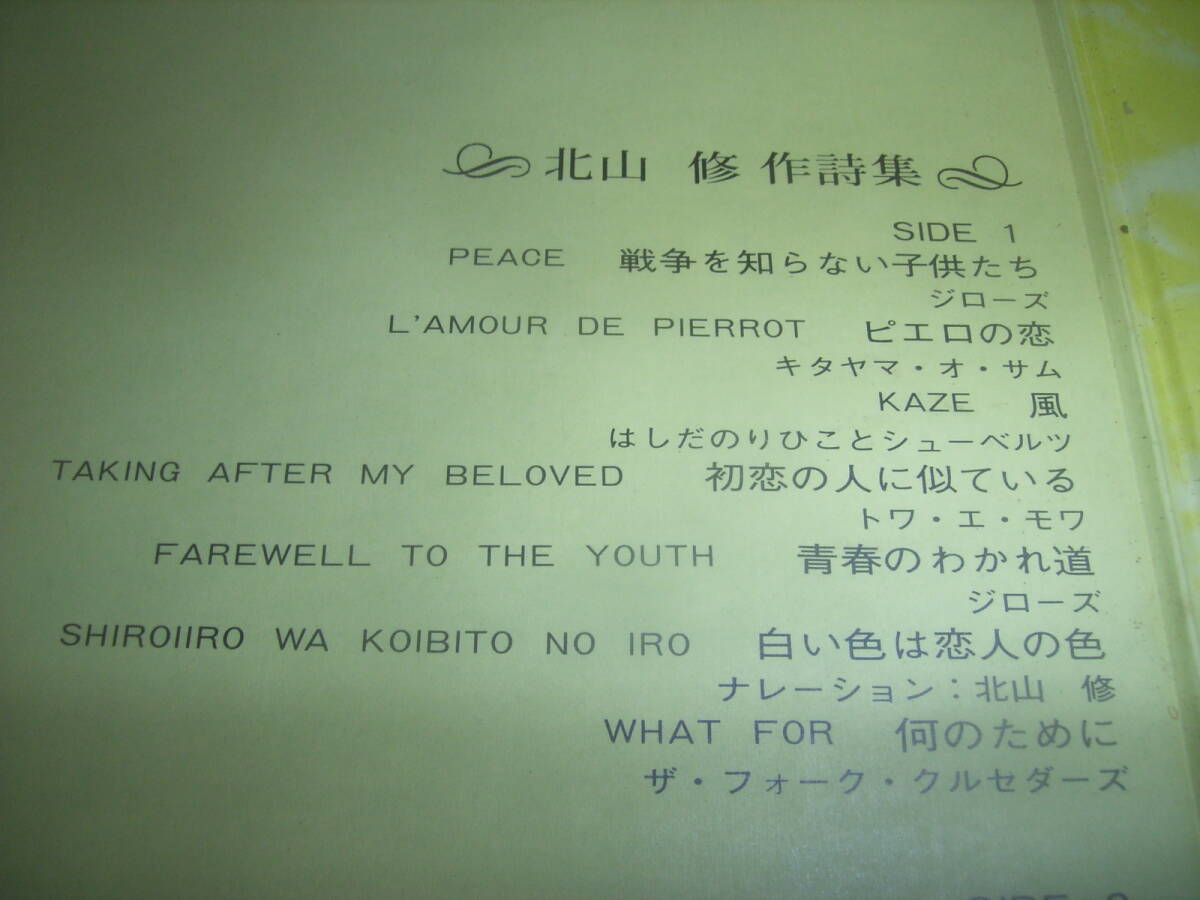 北山 修 作詩集
SIDE 1
PEACE 戦争を知らない子供たち
ジローズ
L'AMOUR DE PIERROT ピエロの恋
キタヤマ・オ・サム
KAZE 風
はしだのりひことシューベルツ
TAKING AFTER MY BELOVED 初恋の人に似ている
トワ・エ・モワ
FAREWELL TO THE YOUTH 青春のわかれ道
ジローズ
SHIROIIRO WA KOIBITO NO IRO 白い色は恋人の色
ナレーション:北山 修
WHAT FOR 何のために
ザ・フォーク・クルセダーズ